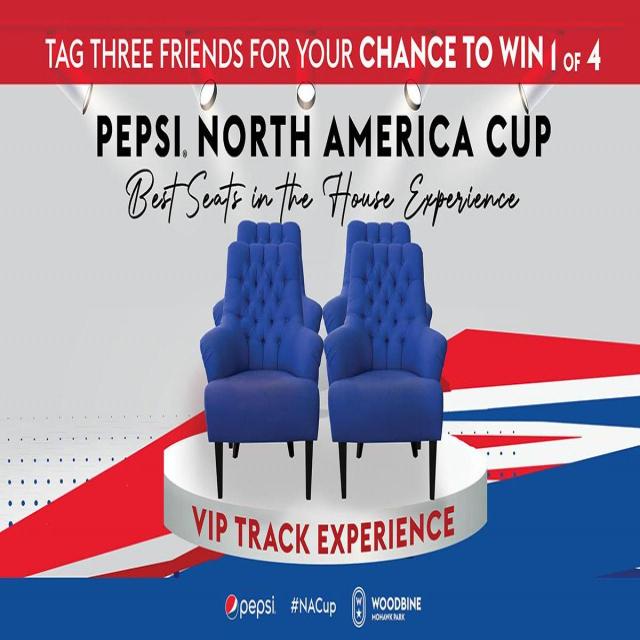 TAG THREE FRIENDS FOR YOUR CHANCE TO WIN 1 OF 4
PEPSI® NORTH AMERICA CUP
Best Seats in the House Experience
VIP TRACK EXPERIENCE
pepsi #NACup WOODBINE
MOHAWK PARK